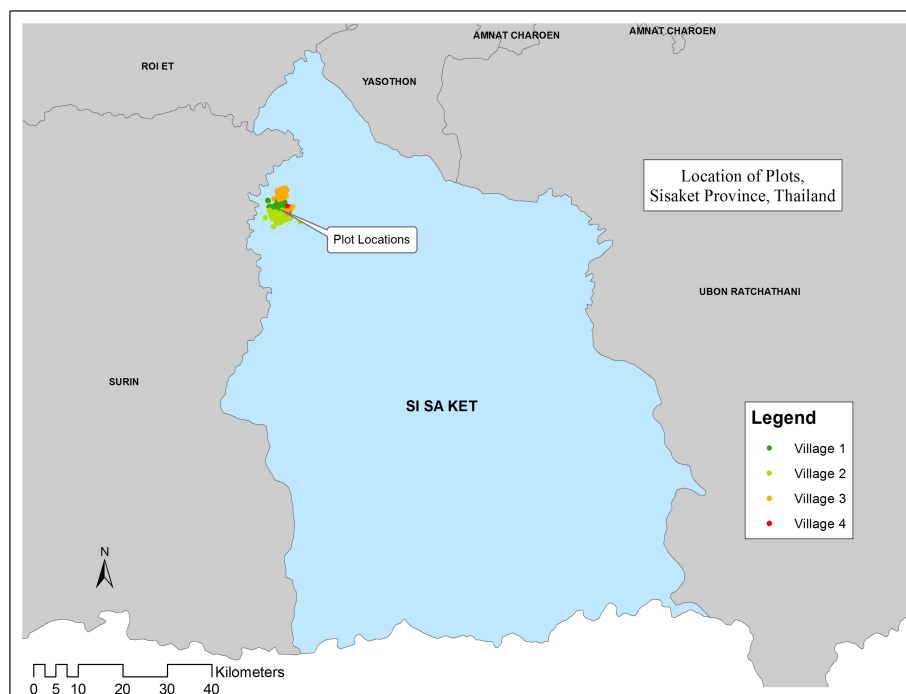 AMNAT CHAROEN
AMNAT CHAROEN
ROI ET
YASOTHON
Location of Plots,
Sisaket Province, Thailand
Plot Locations
UBON RATCHATHANI
SURIN
SI SA KET
Legend
Village 1
Village 2
Village 3
Village 4
N
Kilometers
0 5 10 20 30 40